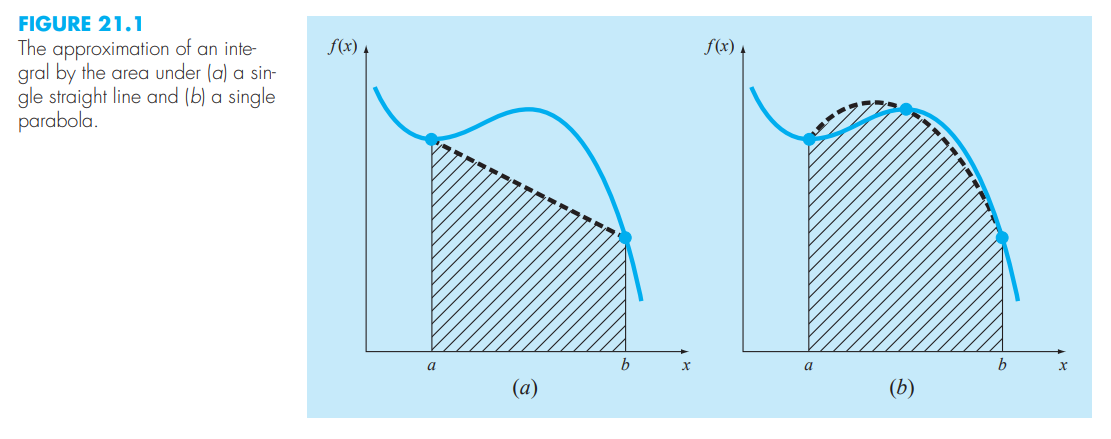 FIGURE 21.1
The approximation of an inte-
gral by the area under (a) a sin-
gle straight line and (b) a single
parabola.
f(x)
a
b
x
(a)
f(x)
a
b
x
(b)